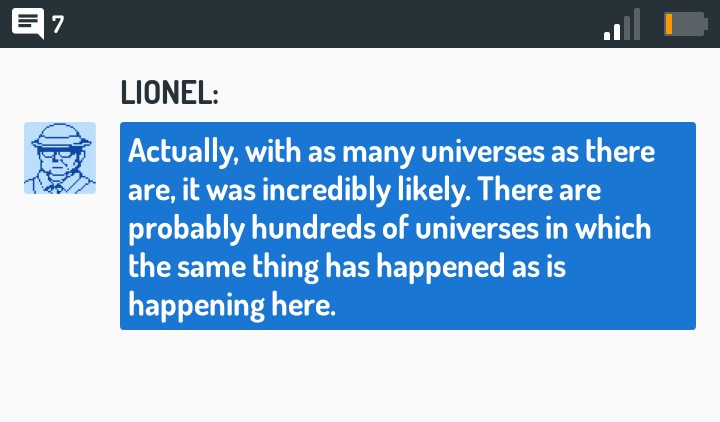 7
LIONEL:
Actually, with as many universes as there
are, it was incredibly likely. There are
probably hundreds of universes in which
the same thing has happened as is
happening here.